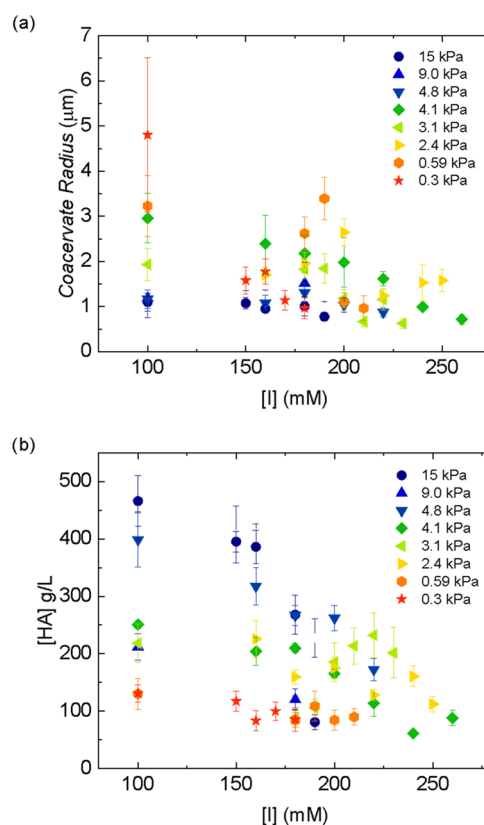 (a)
7
6
5
4
3
2
1
0
Coacervate Radius (μm)
15 kPa
9.0 kPa
4.8 kPa
4.1 kPa
3.1 kPa
2.4 kPa
0.59 kPa
0.3 kPa
100 150 200 250
[I] (mM)
(b)
500
400
300
200
100
0
[HA] g/L
15 kPa
9.0 kPa
4.8 kPa
4.1 kPa
3.1 kPa
2.4 kPa
0.59 kPa
0.3 kPa
100 150 200 250
[I] (mM)